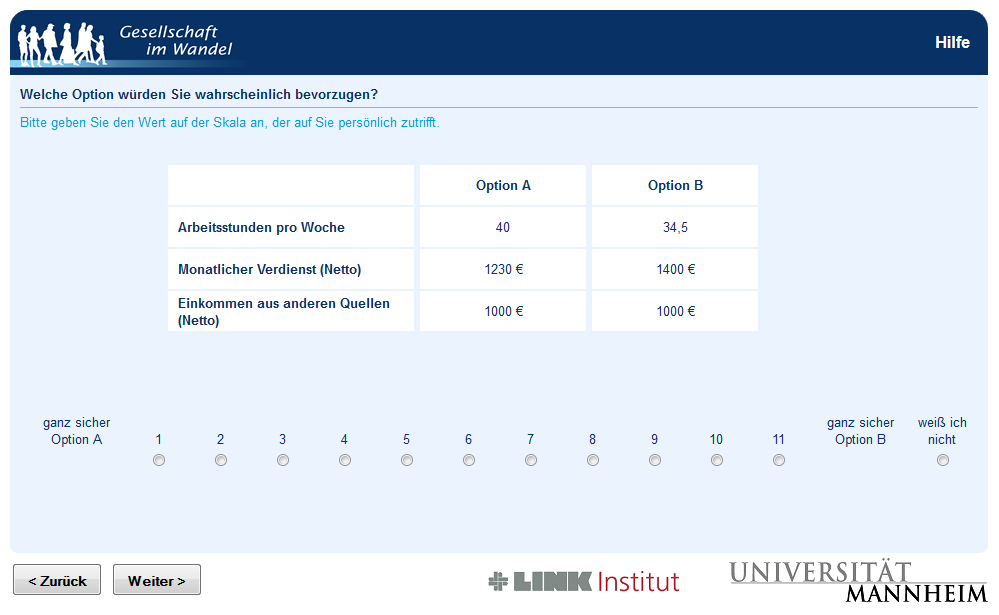 Gesellschaft
im Wandel
Hilfe
Welche Option würden Sie wahrscheinlich bevorzugen?
Bitte geben Sie den Wert auf der Skala an, der auf Sie persönlich zutrifft.
Option A Option B
Arbeitsstunden pro Woche 40 34,5
Monatlicher Verdienst (Netto) 1230 € 1400 €
Einkommen aus anderen Quellen
(Netto) 1000 € 1000 €
ganz sicher ganz sicher weiß ich
Option A 1 2 3 4 5 6 7 8 9 10 11 Option B nicht
< Zurück Weiter >
LINK Institut
UNIVERSITÄT
MANNHEIM